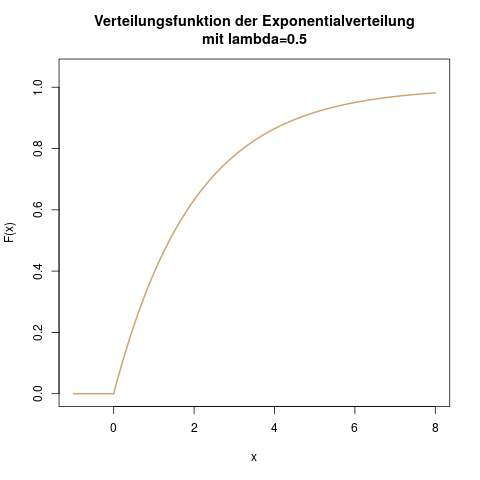 Verteilungsfunktion der Exponentialverteilung
mit lambda=0.5
F(x)
1.0
0.8
0.6
0.4
0.2
0.0
0 2 4 6 8
x